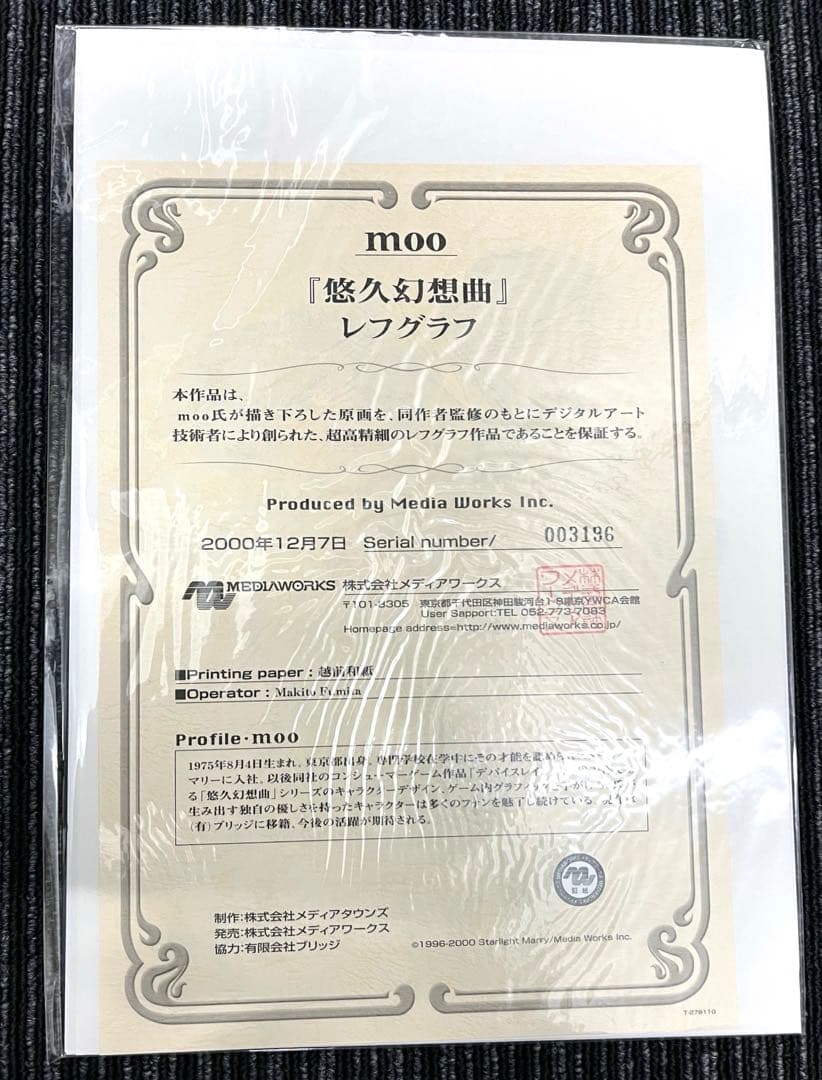 moo
『悠久幻想曲』
レフグラフ
本作品は、
moo氏が描き下ろした原画を、同作者監修のもとにデジタルアート
技術者により創られた、超高精細のレフグラフ作品であることを保証する。
Produced by Media Works Inc.
2000年12月7日 Serial number/ 003196
MEDIAWORKS 株式会社メディアワークス
〒101-3305 東京都千代田区神田駿河台1-8東京YWCA会館
User Sapport:TEL 052-773-7083
Homepage address=http://www.mediaworks.co.jp/
■Printing paper：越前和紙
■Operator：Makito Fumita
Profile・moo
1975年8月4日生まれ。東京都出身。専門学校在学中にその才能を認め
マリーに入社。以後同社のコンシューマーゲーム作品「デバイスレイ
る「悠久幻想曲」シリーズのキャラクターデザイン、ゲーム内グラフィック
生み出す独自の優しさを持ったキャラクターは多くのファンを魅了し続けている。
(有)ブリッジに移籍。今後の活躍が期待される。
制作：株式会社メディアタウンズ
発売：株式会社メディアワークス
協力：有限会社ブリッジ
©1996-2000 Starlight Marry/Media Works Inc.
T-278110